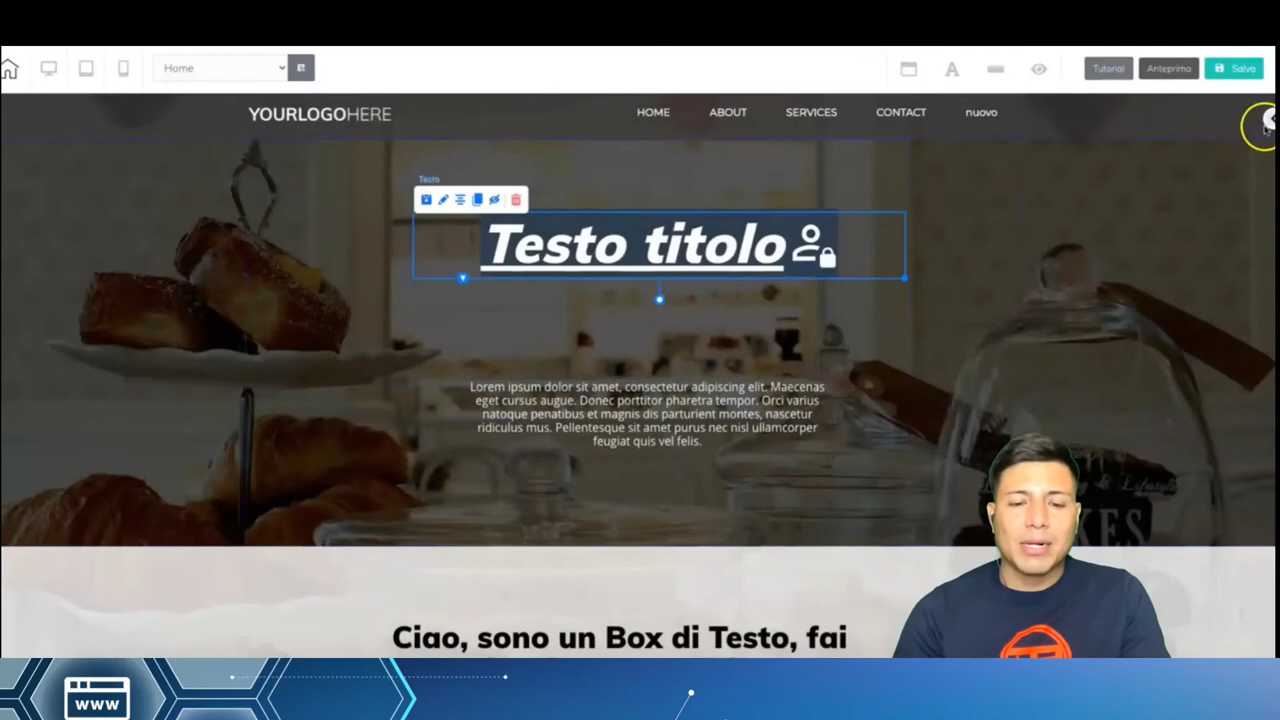 Home
Tutorial
Anteprima
Salva
YOURLOGOHERE
HOME
ABOUT
SERVICES
CONTACT
nuovo
Testo
Testo titolo
Lorem ipsum dolor sit amet, consectetur adipiscing elit. Maecenas
eget cursus augue. Donec porttitor pharetra tempor. Orci varius
natoque penatibus et magnis dis parturient montes, nascetur
ridiculus mus. Pellentesque sit amet purus nec nisl ullamcorper
feugiat quis vel felis.
Ciao, sono un Box di Testo, fai
www